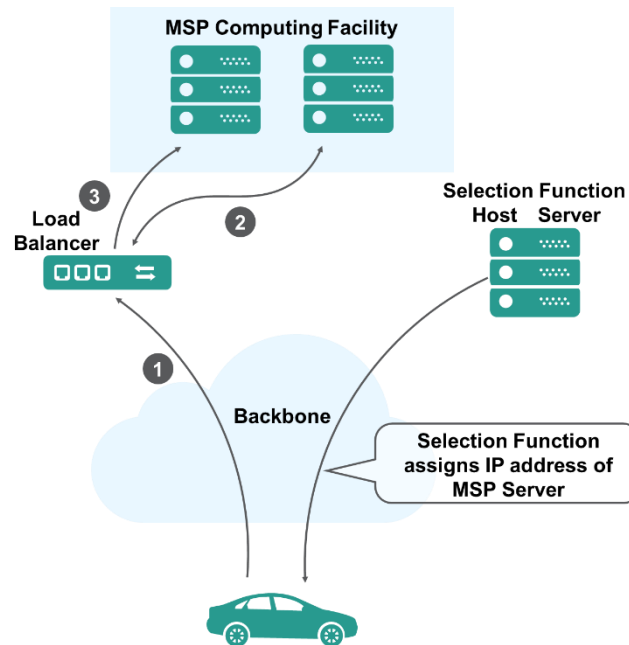 MSP Computing Facility
3
2
Load
Balancer
Selection Function
Host Server
1
Backbone
Selection Function
assigns IP address of
MSP Server